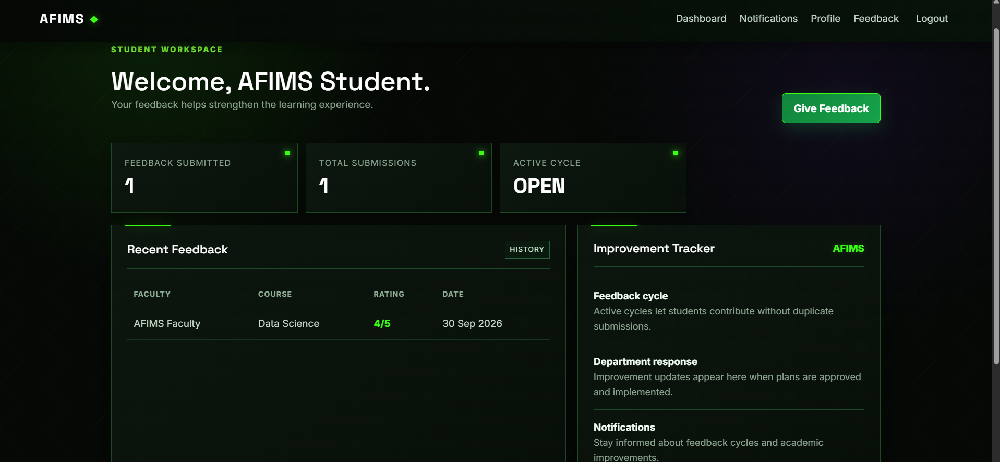 AFIMS
Dashboard Notifications Profile Feedback Logout
STUDENT WORKSPACE
Welcome, AFIMS Student.
Your feedback helps strengthen the learning experience.
Give Feedback
FEEDBACK SUBMITTED
1
TOTAL SUBMISSIONS
1
ACTIVE CYCLE
OPEN
Recent Feedback
HISTORY
FACULTY COURSE RATING DATE
AFIMS Faculty Data Science 4/5 30 Sep 2026
Improvement Tracker
AFIMS
Feedback cycle
Active cycles let students contribute without duplicate
submissions.
Department response
Improvement updates appear here when plans are approved
and implemented.
Notifications
Stay informed about feedback cycles and academic
improvements.